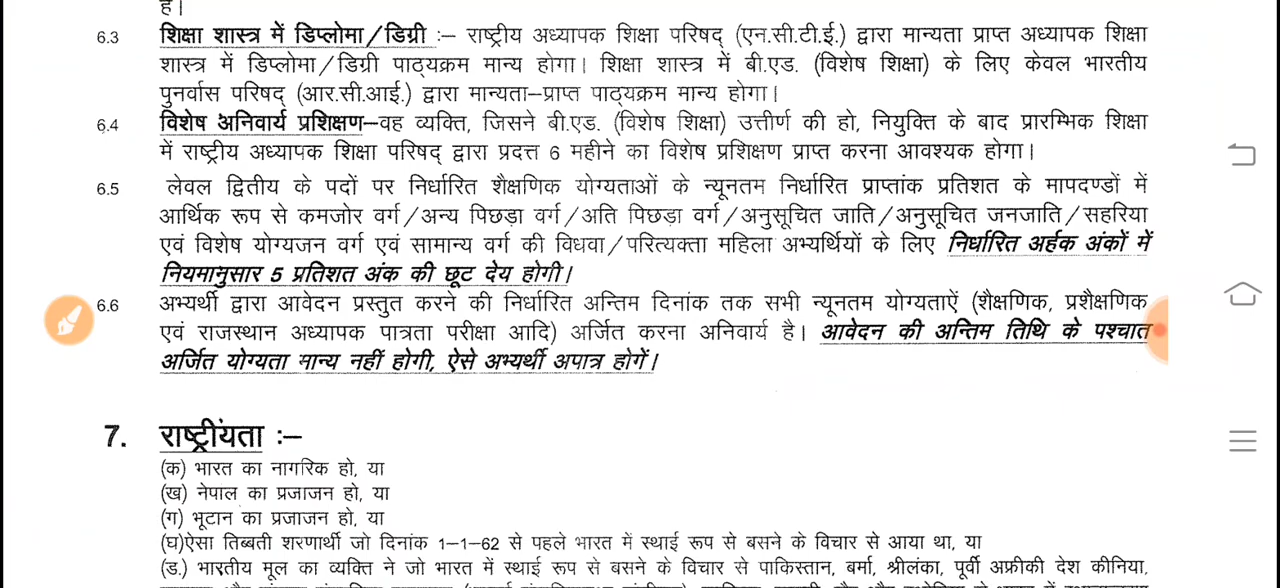 है।
6.3 शिक्षा शास्त्र में डिप्लोमा/डिग्री :– राष्ट्रीय अध्यापक शिक्षा परिषद् (एन.सी.टी.ई.) द्वारा मान्यता प्राप्त अध्यापक शिक्षा
शास्त्र में डिप्लोमा/डिग्री पाठ्यक्रम मान्य होगा। शिक्षा शास्त्र में बी.एड. (विशेष शिक्षा) के लिए केवल भारतीय
पुनर्वास परिषद् (आर.सी.आई.) द्वारा मान्यता–प्राप्त पाठ्यक्रम मान्य होगा।
6.4 विशेष अनिवार्य प्रशिक्षण–वह व्यक्ति, जिसने बी.एड. (विशेष शिक्षा) उत्तीर्ण की हो, नियुक्ति के बाद प्रारम्भिक शिक्षा
में राष्ट्रीय अध्यापक शिक्षा परिषद् द्वारा प्रदत्त 6 महीने का विशेष प्रशिक्षण प्राप्त करना आवश्यक होगा।
6.5 लेवल द्वितीय के पदों पर निर्धारित शैक्षणिक योग्यताओं के न्यूनतम निर्धारित प्राप्तांक प्रतिशत के मापदण्डों में
आर्थिक रूप से कमजोर वर्ग/अन्य पिछड़ा वर्ग/अति पिछड़ा वर्ग/अनुसूचित जाति/अनुसूचित जनजाति/सहरिया
एवं विशेष योग्यजन वर्ग एवं सामान्य वर्ग की विधवा/परित्यक्ता महिला अभ्यर्थियों के लिए निर्धारित अर्हक अंकों में
नियमानुसार 5 प्रतिशत अंक की छूट देय होगी।
6.6 अभ्यर्थी द्वारा आवेदन प्रस्तुत करने की निर्धारित अन्तिम दिनांक तक सभी न्यूनतम योग्यताऐं (शैक्षणिक, प्रशैक्षणिक
एवं राजस्थान अध्यापक पात्रता परीक्षा आदि) अर्जित करना अनिवार्य है। आवेदन की अन्तिम तिथि के पश्चात
अर्जित योग्यता मान्य नहीं होगी, ऐसे अभ्यर्थी अपात्र होगें।
7. राष्ट्रीयता :–
(क) भारत का नागरिक हो, या
(ख) नेपाल का प्रजाजन हो, या
(ग) भूटान का प्रजाजन हो, या
(घ)ऐसा तिब्बती शरणार्थी जो दिनांक 1–1–62 से पहले भारत में स्थाई रूप से बसने के विचार से आया था, या
(ड.) भारतीय मूल का व्यक्ति ने जो भारत में स्थाई रूप से बसने के विचार से पाकिस्तान, बर्मा, श्रीलंका, पूर्वी अफ्रीकी देश कीनिया,